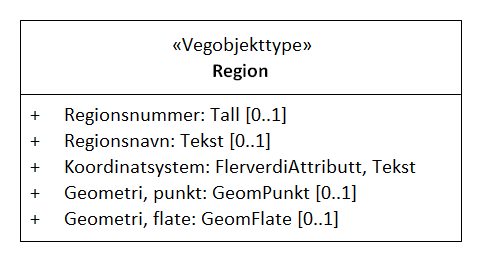 «Vegobjekttype»
Region
+ Regionsnummer: Tall [0..1]
+ Regionsnavn: Tekst [0..1]
+ Koordinatsystem: FlerverdiAttributt, Tekst
+ Geometri, punkt: GeomPunkt [0..1]
+ Geometri, flate: GeomFlate [0..1]